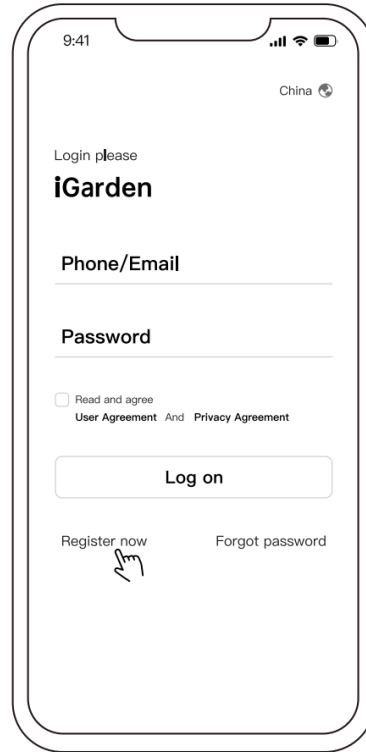 9:41
China
Login please
iGarden
Phone/Email
Password
Read and agree
User Agreement And Privacy Agreement
Log on
Register now Forgot password